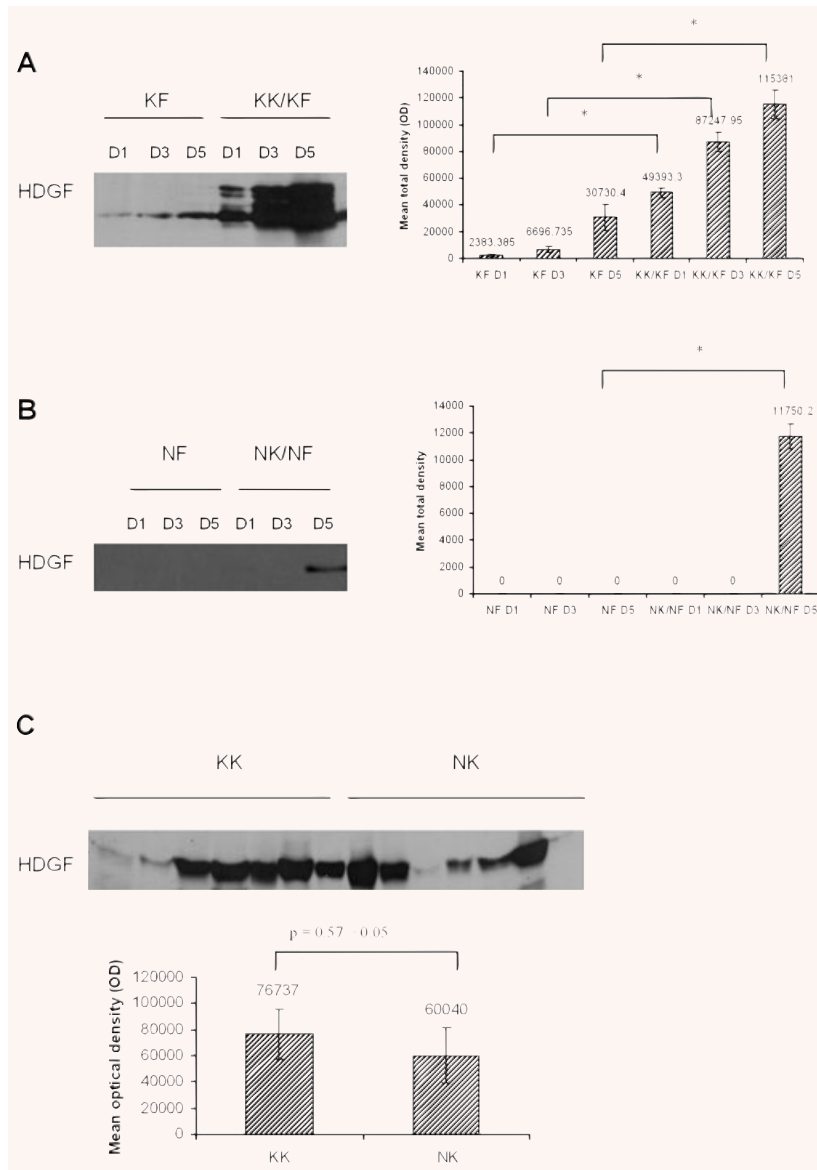 A
KF KK/KF
D1 D3 D5 D1 D3 D5
HDGF
*
*
*
Mean total density (OD)
140000
120000
100000
80000
60000
40000
20000
0
2383.385
6696.735
30730.4
49393.3
87247.95
115381
KF D1 KF D3 KF D5 KK/KF D1 KK/KF D3 KK/KF D5
B
NF NK/NF
D1 D3 D5 D1 D3 D5
HDGF
*
Mean total density
14000
12000
10000
8000
6000
4000
2000
0
0 0 0 0 0
11750.2
NF D1 NF D3 NF D5 NK/NF D1 NK/NF D3 NK/NF D5
C
KK NK
HDGF
p = 0.57 0.05
Mean optical density (OD)
120000
100000
80000
60000
40000
20000
0
76737
60040
KK NK